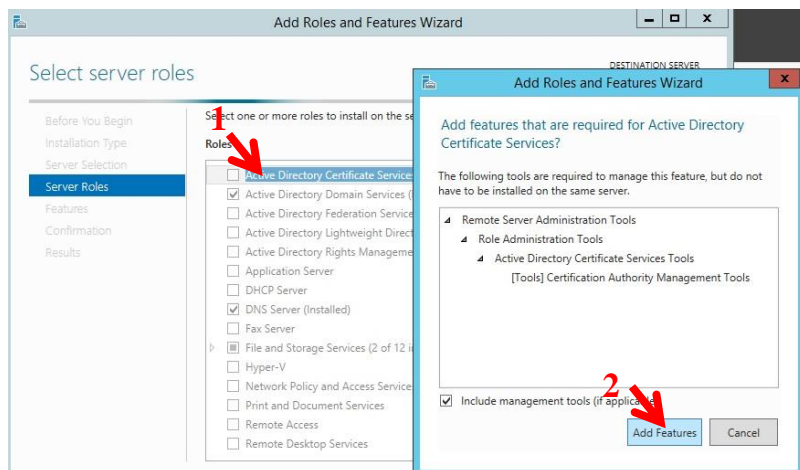 Add Roles and Features Wizard
Select server roles
DESTINATION SERVER
Before You Begin
Installation Type
Server Selection
Server Roles
Features
Confirmation
Results
Select one or more roles to install on the se
Roles
1
Active Directory Certificate Service
Active Directory Domain Services (
Active Directory Federation Service
Active Directory Lightweight Direct
Active Directory Rights Manageme
Application Server
DHCP Server
DNS Server (Installed)
Fax Server
File and Storage Services (2 of 12 i
Hyper-V
Network Policy and Access Service
Print and Document Services
Remote Access
Remote Desktop Services
Add Roles and Features Wizard
X
Add features that are required for Active Directory
Certificate Services?
The following tools are required to manage this feature, but do not
have to be installed on the same server.
Remote Server Administration Tools
Role Administration Tools
Active Directory Certificate Services Tools
[Tools] Certification Authority Management Tools
Include management tools (if applicable
2
Add Features
Cancel